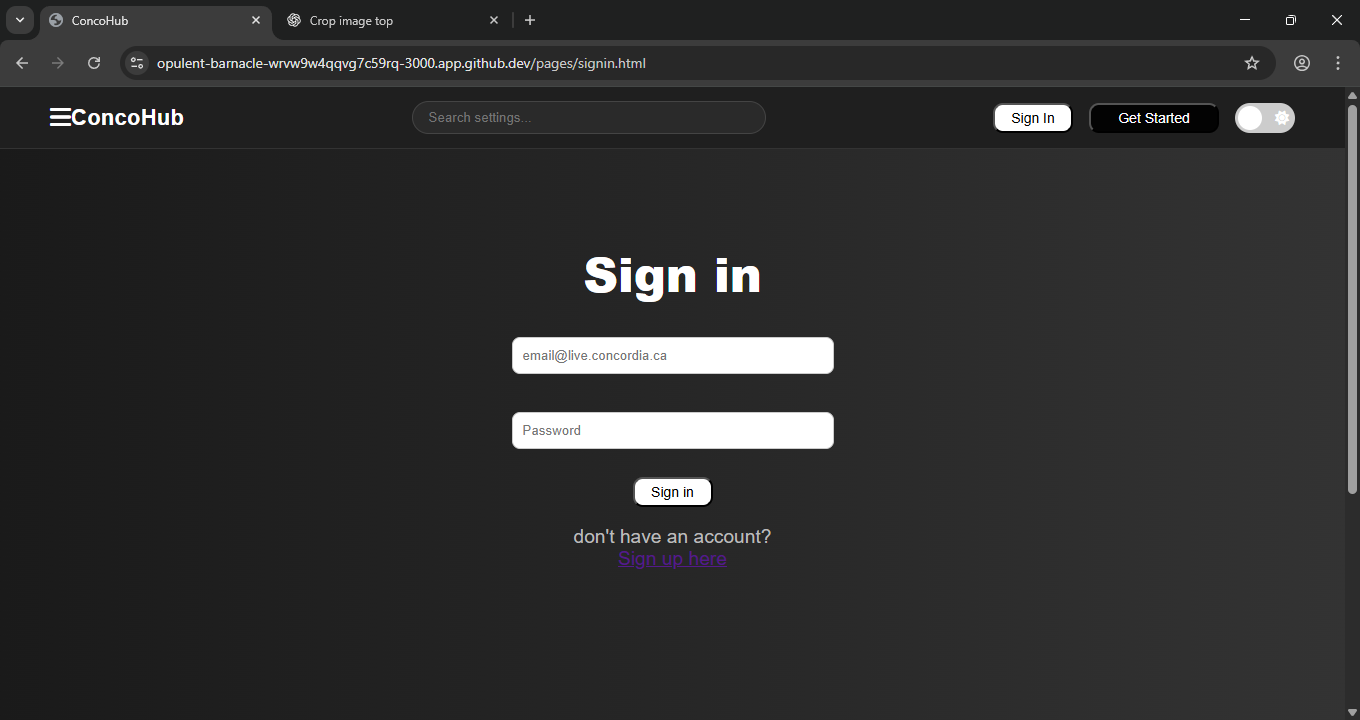 ConcoHub
Crop image top
opulent-barnacle-wrvw9w4qqvg7c59rq-3000.app.github.dev/pages/signin.html
ConcoHub
Search settings...
Sign In
Get Started
Sign in
email@live.concordia.ca
Password
Sign in
don't have an account?
Sign up here